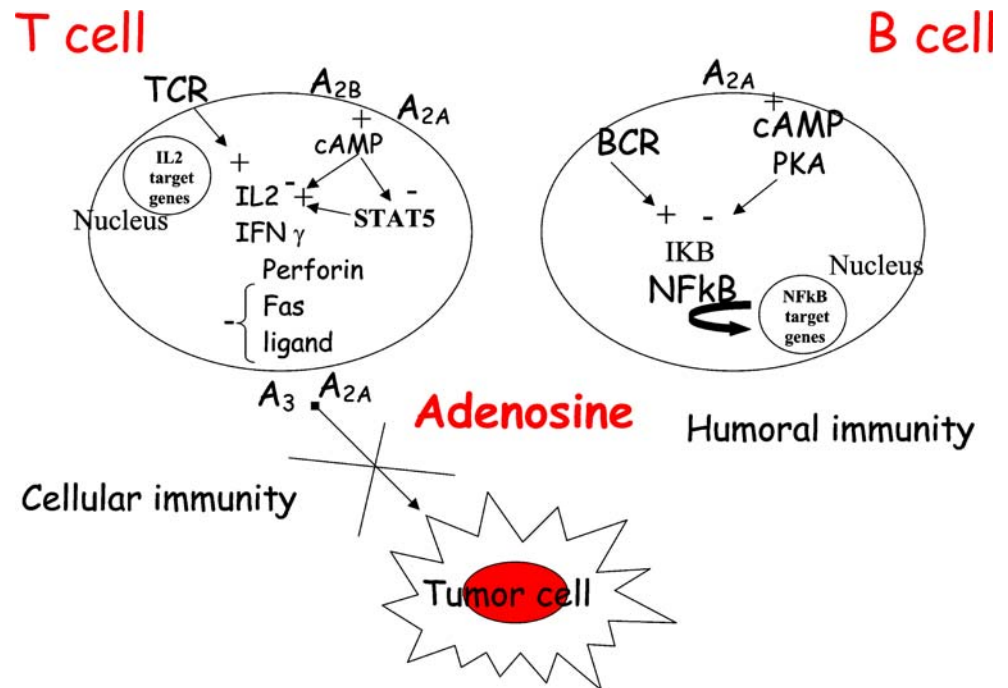 T cell
B cell
TCR
A2B
A2A
+
cAMP
IL2
target
genes
Nucleus
+
-
+
-
IL2
STAT5
IFN γ
Perforin
Fas
ligand
-
A3
A2A
A2A
+
cAMP
BCR
PKA
+
-
IKB
NFkB
Nucleus
NFkB
target
genes
Adenosine
Humoral immunity
Cellular immunity
Tumor cell